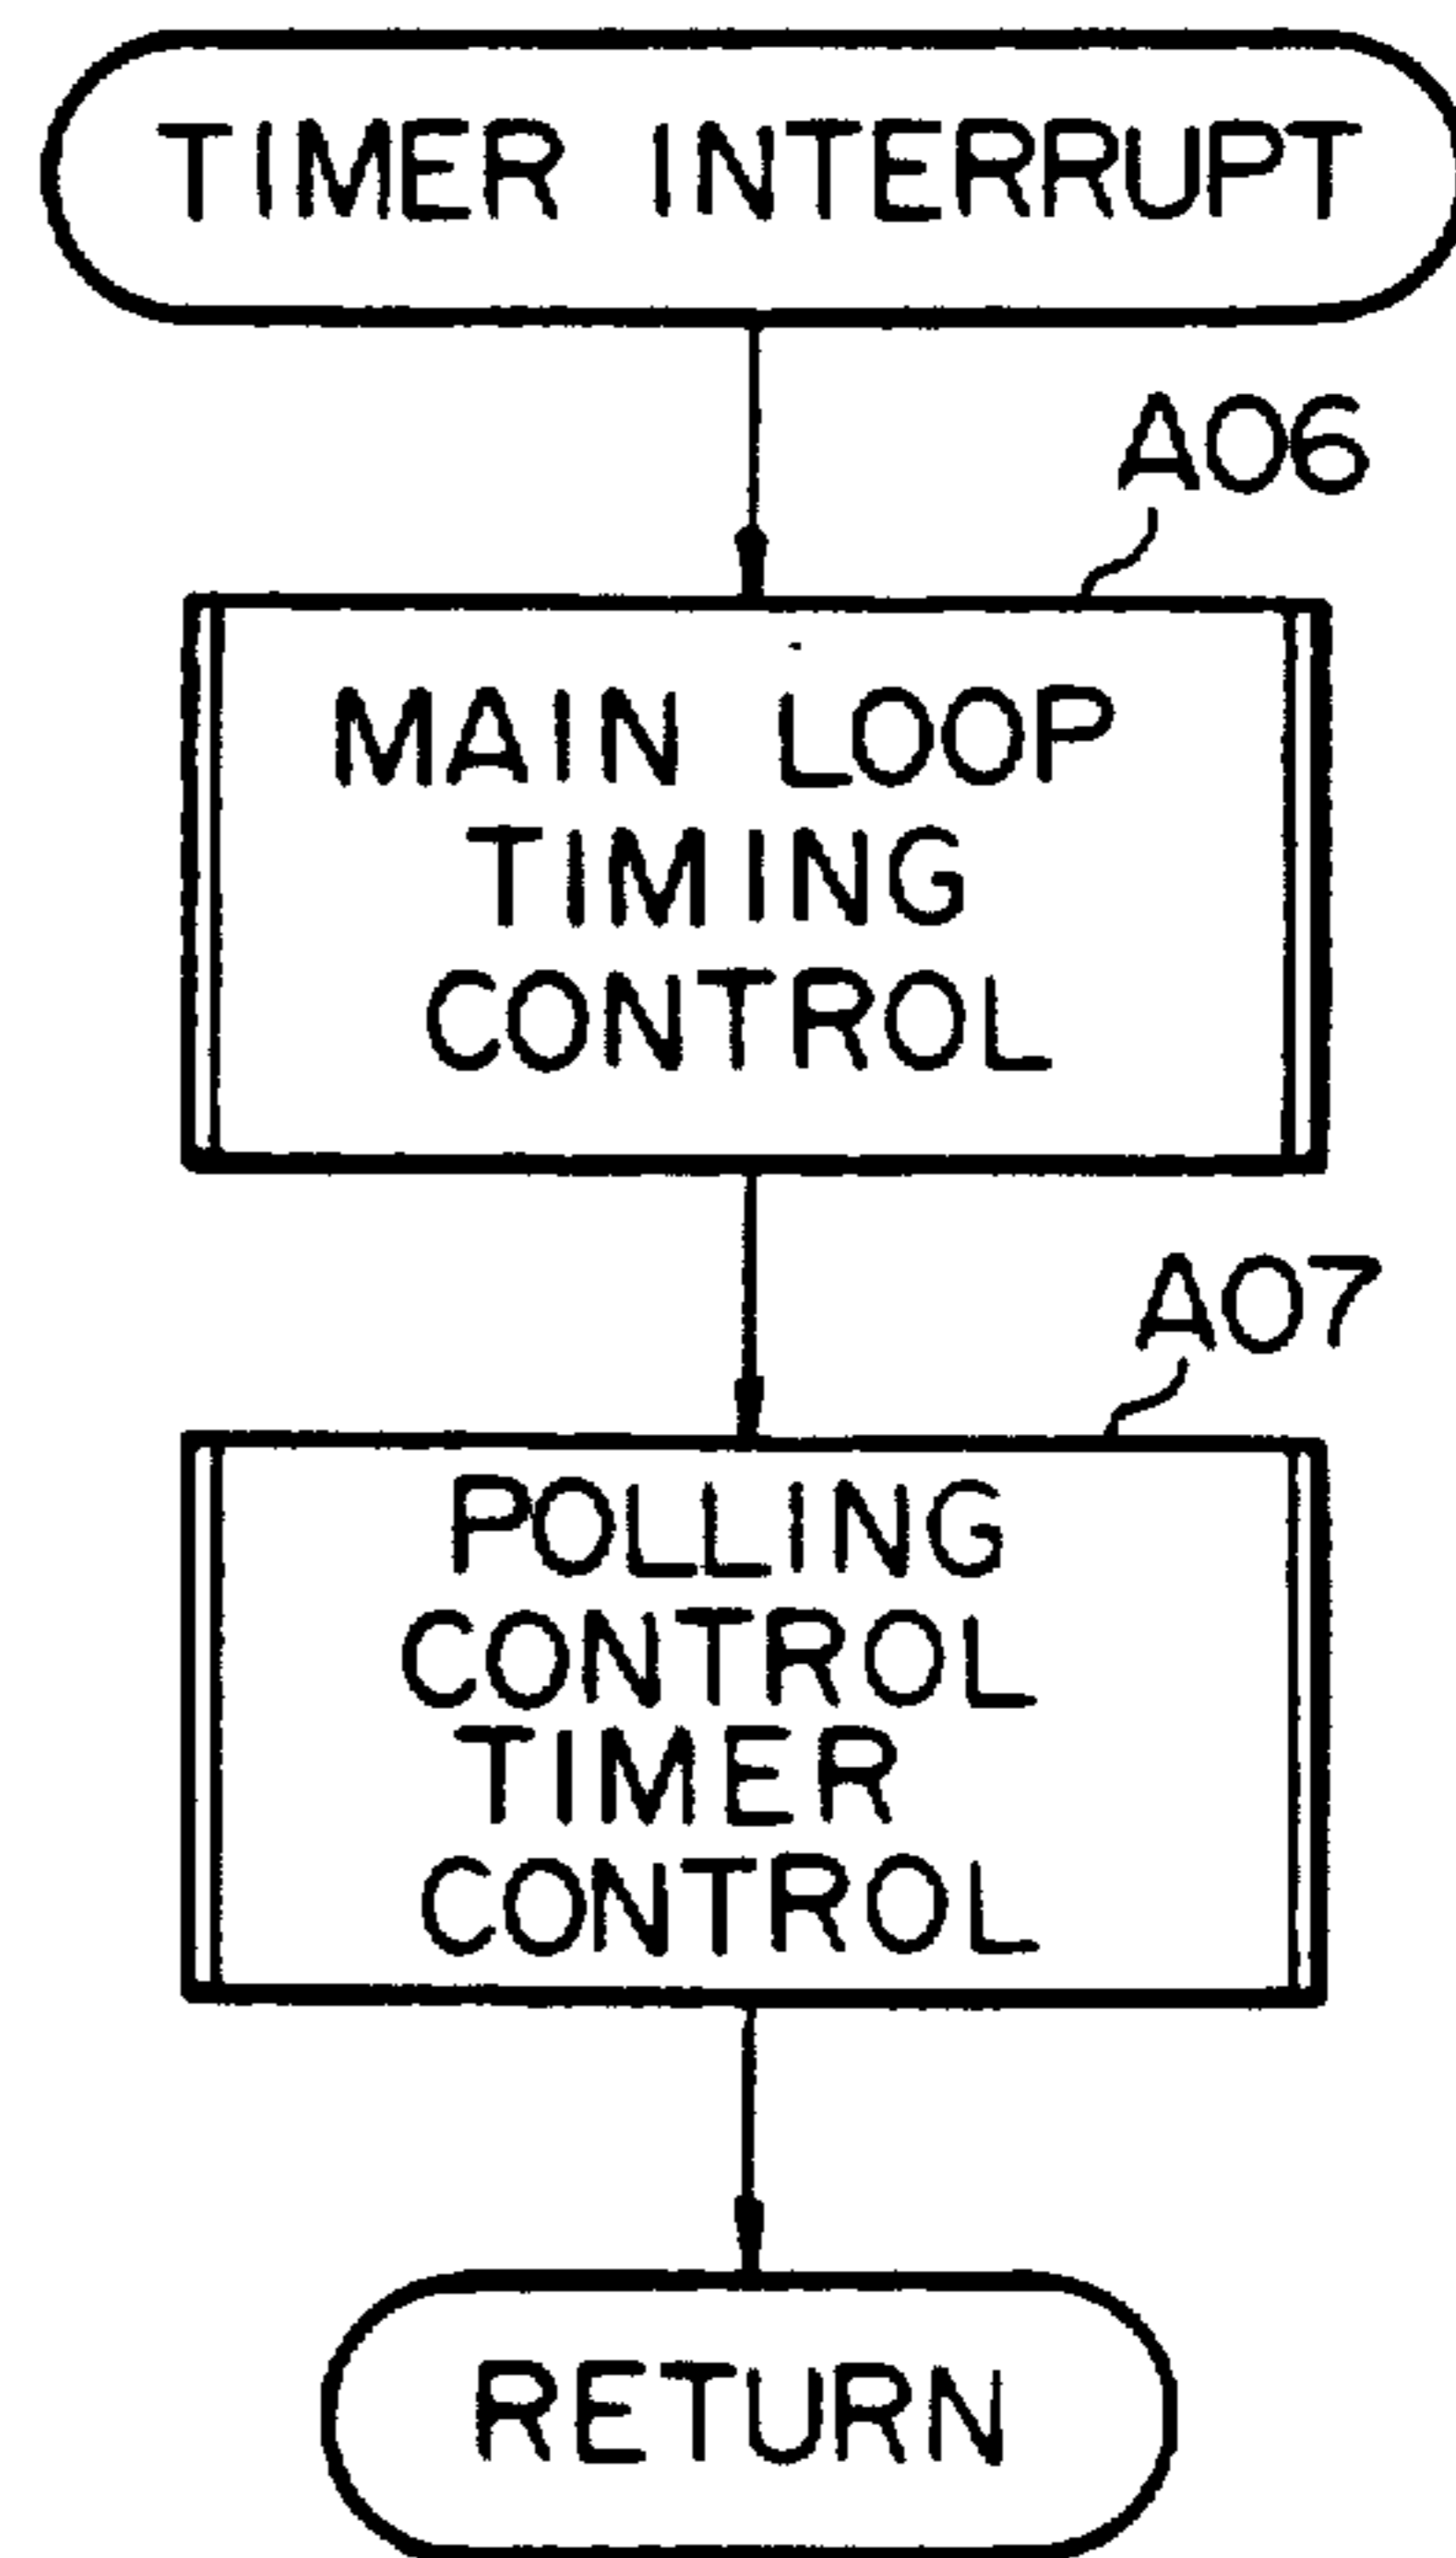 TIMER INTERRUPT
A06
MAIN LOOP
TIMING
CONTROL
A07
POLLING
CONTROL
TIMER
CONTROL
RETURN